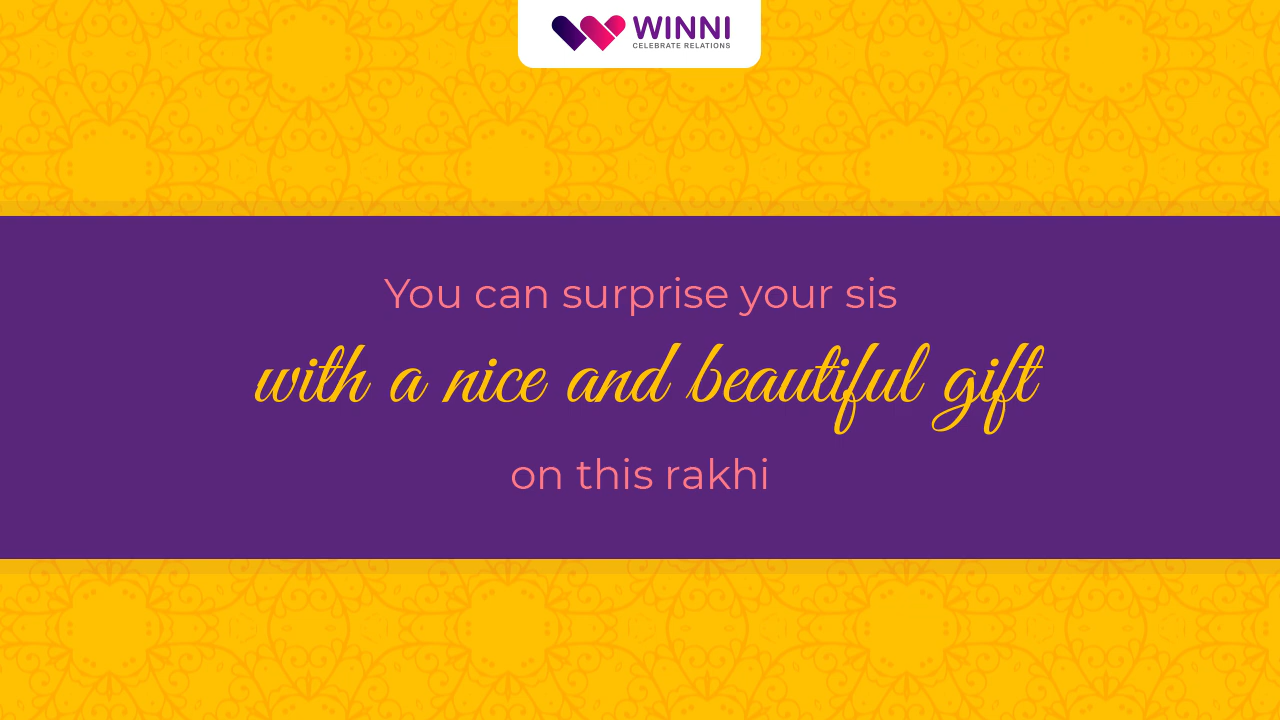 WINNI
CELEBRATE RELATIONS
You can surprise your sis
with a nice and beautiful gift
on this rakhi